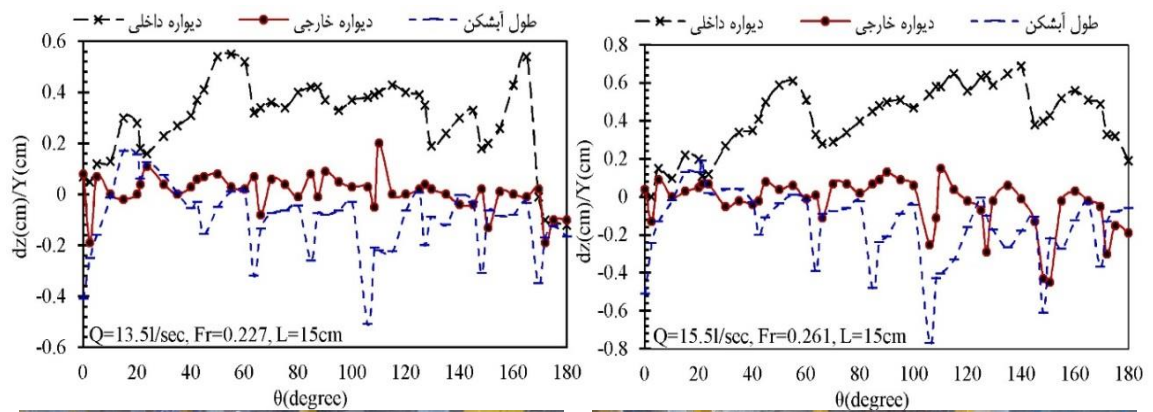 دیواره داخلی دیواره خارجی طول آبشکن
0.6
0.4
0.2
0
-0.2
-0.4
-0.6
dz(cm)/Y(cm)
Q=13.5l/sec, Fr=0.227, L=15cm
0 20 40 60 80 100 120 140 160 180
θ(degree)
دیواره داخلی دیواره خارجی طول آبشکن
0.8
0.6
0.4
0.2
0
-0.2
-0.4
-0.6
-0.8
dz(cm)/Y(cm)
Q=15.5l/sec, Fr=0.261, L=15cm
0 20 40 60 80 100 120 140 160 180
θ(degree)